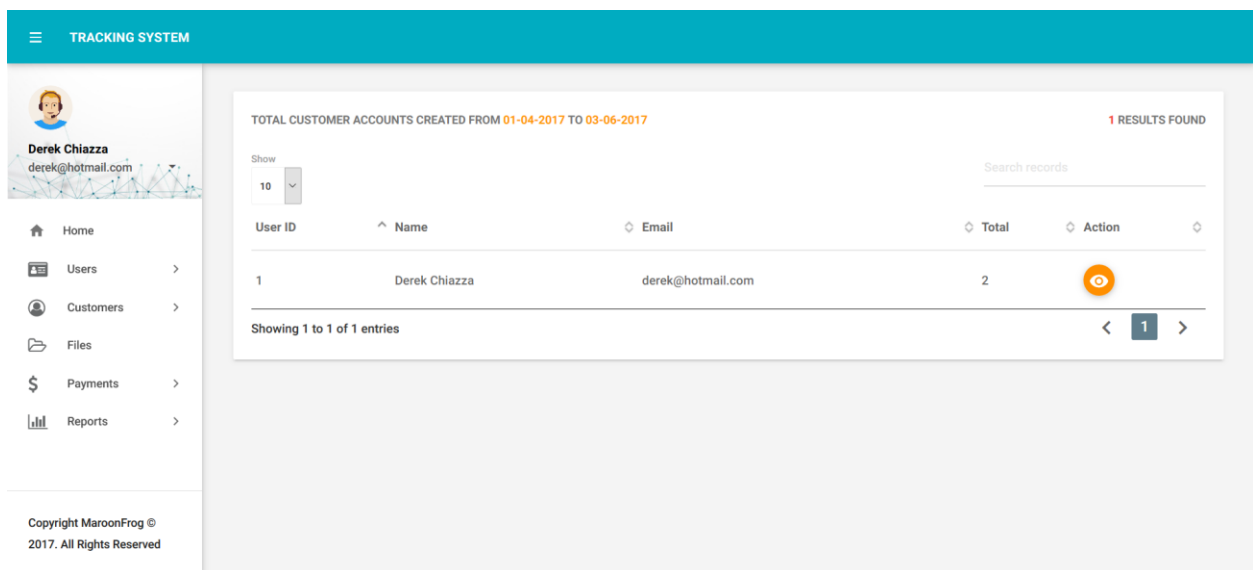 TRACKING SYSTEM
Derek Chiazza
derek@hotmail.com
Home
Users
Customers
Files
Payments
Reports
Copyright MaroonFrog ©
2017. All Rights Reserved
TOTAL CUSTOMER ACCOUNTS CREATED FROM 01-04-2017 TO 03-06-2017
1 RESULTS FOUND
Show
10
Search records
User ID Name Email Total Action
1 Derek Chiazza derek@hotmail.com 2
Showing 1 to 1 of 1 entries
1